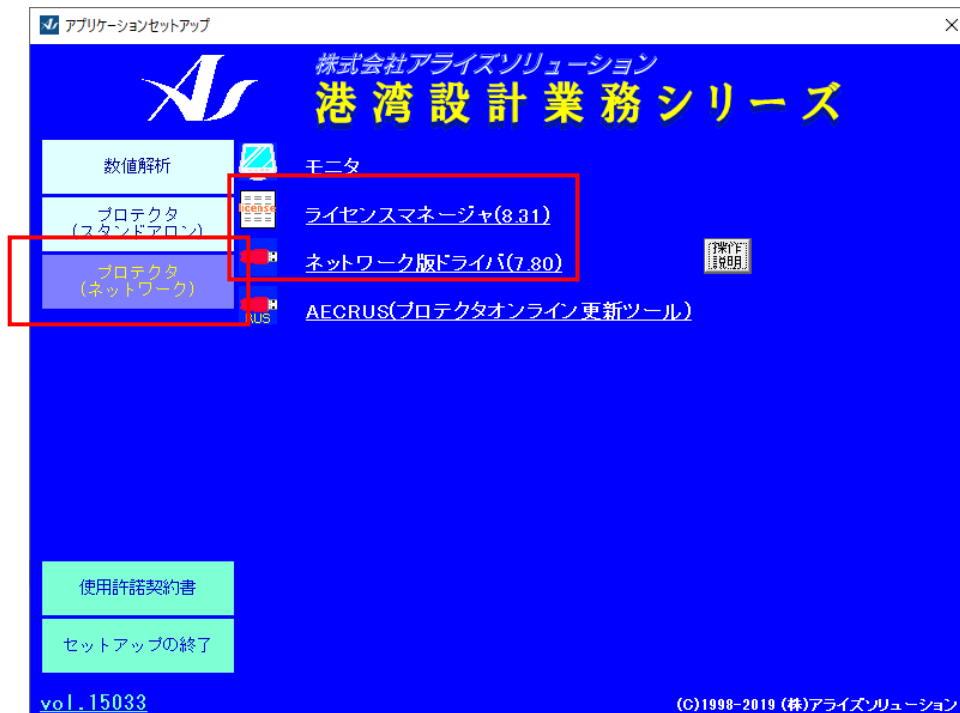 アプリケーションセットアップ
株式会社アライズソリューション
港湾設計業務シリーズ
数値解析
モニタ
プロテクタ
(スタンドアロン)
license
ライセンスマネージャ(8.31)
プロテクタ
(ネットワーク)
ネットワーク版ドライバ(7.80)
操作
説明
RUS
AECRUS(プロテクタオンライン更新ツール)
使用許諾契約書
セットアップの終了
vol.15033
(C)1998-2019 (株)アライズソリューション